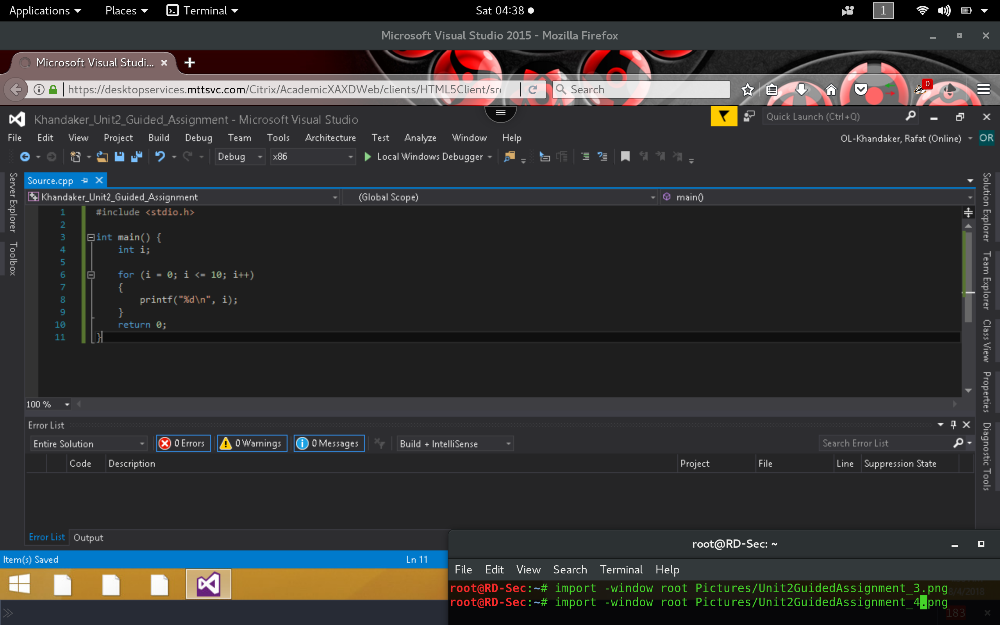 Applications Places Terminal Sat 04:38 1
Microsoft Visual Studio 2015 - Mozilla Firefox
Microsoft Visual Studi...
https://desktopservices.mttsvc.com/Citrix/AcademicXAXDWeb/clients/HTML5Client/src Search 0
Khandaker_Unit2_Guided_Assignment - Microsoft Visual Studio Quick Launch (Ctrl+Q)
File Edit View Project Build Debug Team Tools Architecture Test Analyze Window Help OL-Khandaker, Rafat (Online) OR
Debug x86 Local Windows Debugger
Server Explorer
Toolbox
Source.cpp
Khandaker_Unit2_Guided_Assignment (Global Scope) main()
1 #include <stdio.h>
2
3 int main() {
4 int i;
5
6 for (i = 0; i <= 10; i++)
7 {
8 printf("%d\n", i);
9 }
10 return 0;
11 }
Solution Explorer
Team Explorer
Class View
Properties
Diagnostic Tools
100 %
Error List
Entire Solution 0 Errors 0 Warnings 0 Messages Build + IntelliSense Search Error List
Code Description Project File Line Suppression State
Error List Output
Item(s) Saved Ln 11
root@RD-Sec: ~
File Edit View Search Terminal Help
root@RD-Sec:~# import -window root Pictures/Unit2GuidedAssignment_3.png
root@RD-Sec:~# import -window root Pictures/Unit2GuidedAssignment_4.png
8/4/2018
183